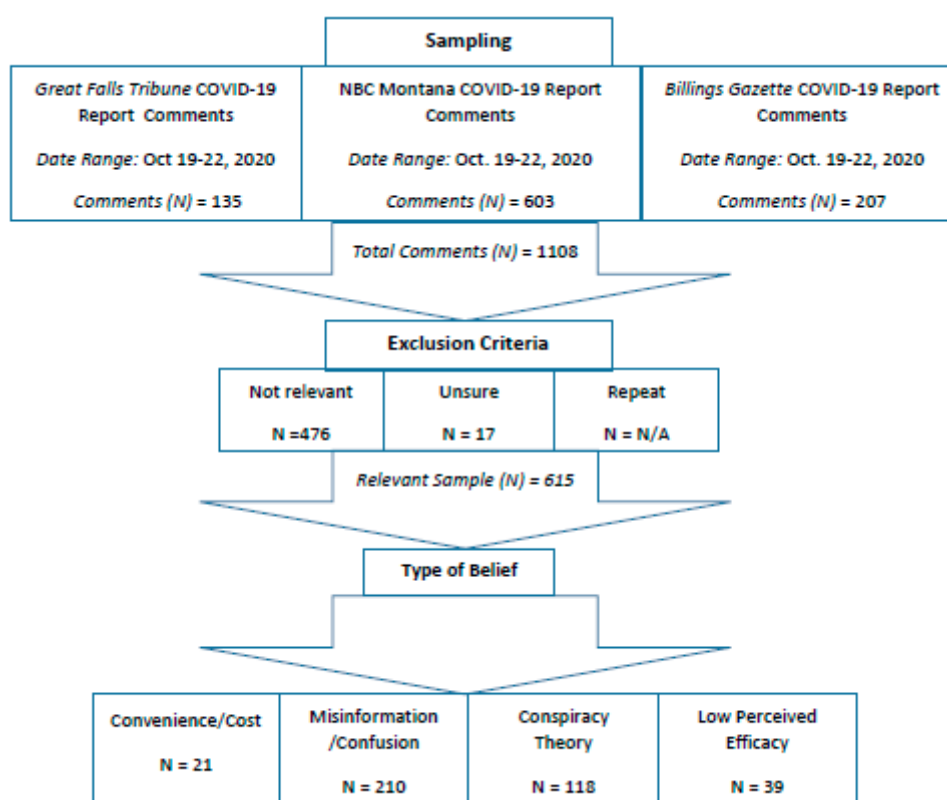 Sampling
Great Falls Tribune COVID-19
Report Comments
Date Range: Oct 19-22, 2020
Comments (N) = 135
NBC Montana COVID-19 Report
Comments
Date Range: Oct. 19-22, 2020
Comments (N) = 603
Billings Gazette COVID-19 Report
Comments
Date Range: Oct. 19-22, 2020
Comments (N) = 207
Total Comments (N) = 1108
Exclusion Criteria
Not relevant
N =476
Unsure
N = 17
Repeat
N = N/A
Relevant Sample (N) = 615
Type of Belief
Convenience/Cost
N = 21
Misinformation
/Confusion
N = 210
Conspiracy
Theory
N = 118
Low Perceived
Efficacy
N = 39